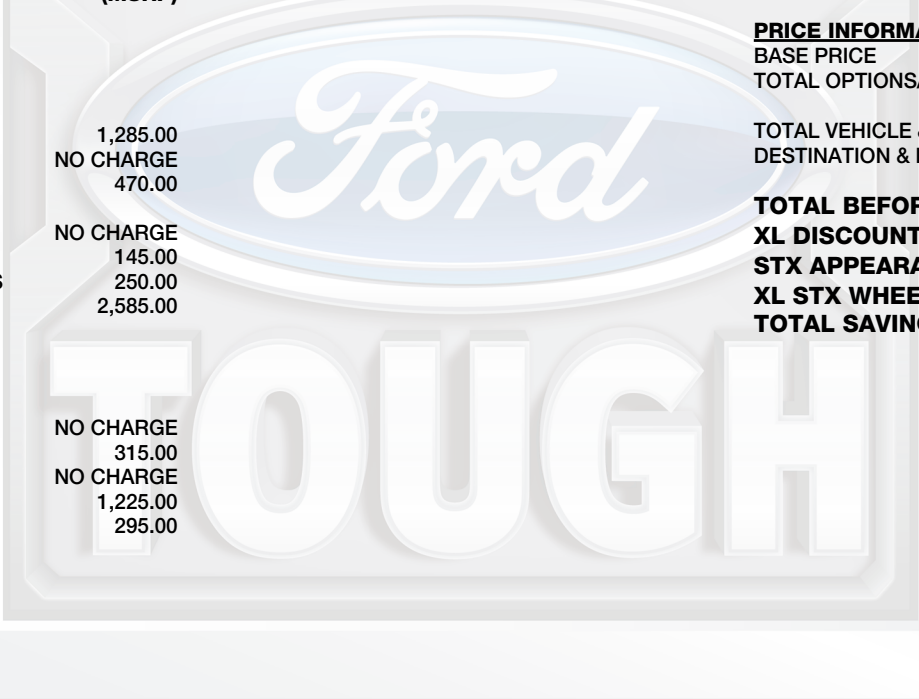 (MSRP)
1,285.00
NO CHARGE
470.00
NO CHARGE
145.00
250.00
2,585.00
NO CHARGE
315.00
NO CHARGE
1,225.00
295.00
PRICE INFORMA
BASE PRICE
TOTAL OPTIONS
TOTAL VEHICLE &
DESTINATION &
TOTAL BEFOR
XL DISCOUNT
STX APPEARA
XL STX WHEE
TOTAL SAVING
Ford
TOUGH